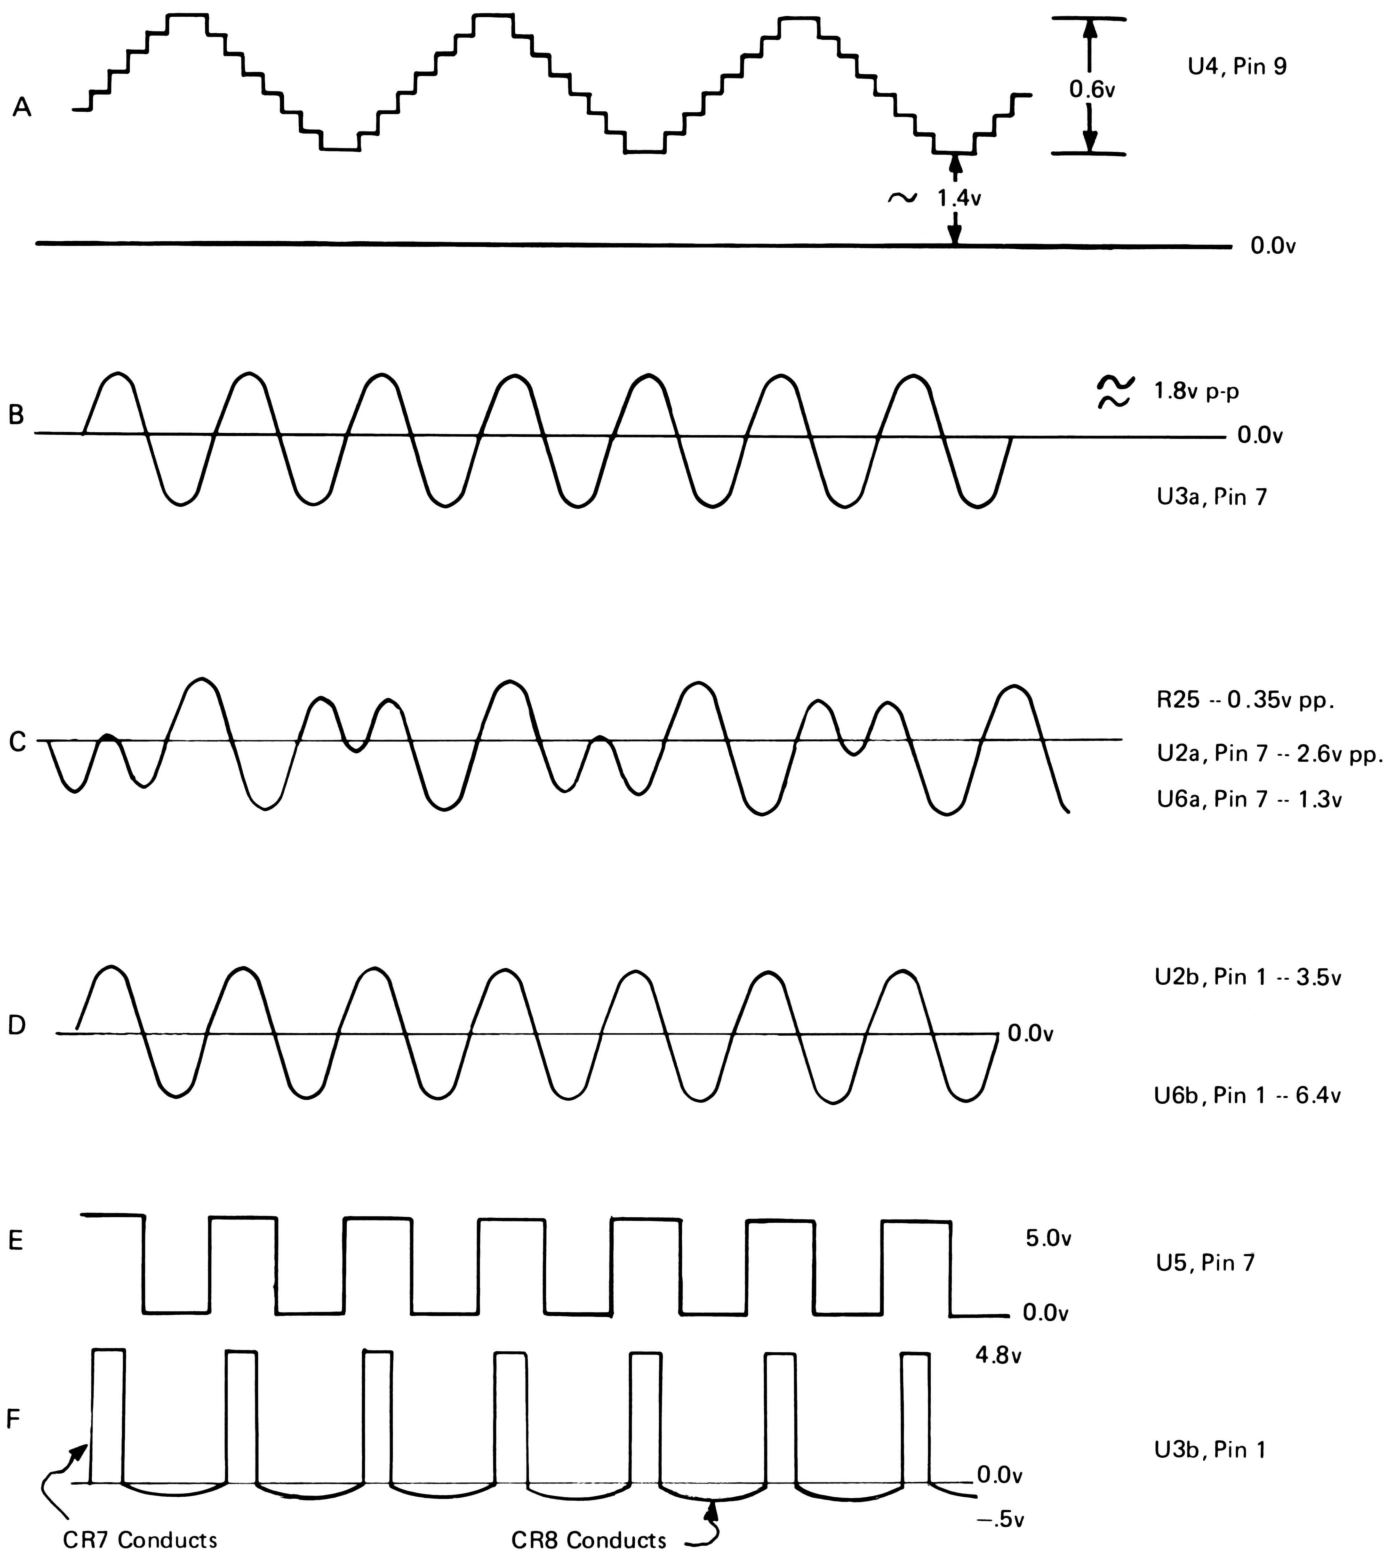 A
U4, Pin 9
0.6v
~ 1.4v
0.0v
B
≈ 1.8v p-p
0.0v
U3a, Pin 7
C
R25 -- 0.35v pp.
U2a, Pin 7 -- 2.6v pp.
U6a, Pin 7 -- 1.3v
D
U2b, Pin 1 -- 3.5v
0.0v
U6b, Pin 1 -- 6.4v
E
5.0v
U5, Pin 7
0.0v
F
4.8v
U3b, Pin 1
0.0v
—.5v
CR7 Conducts
CR8 Conducts